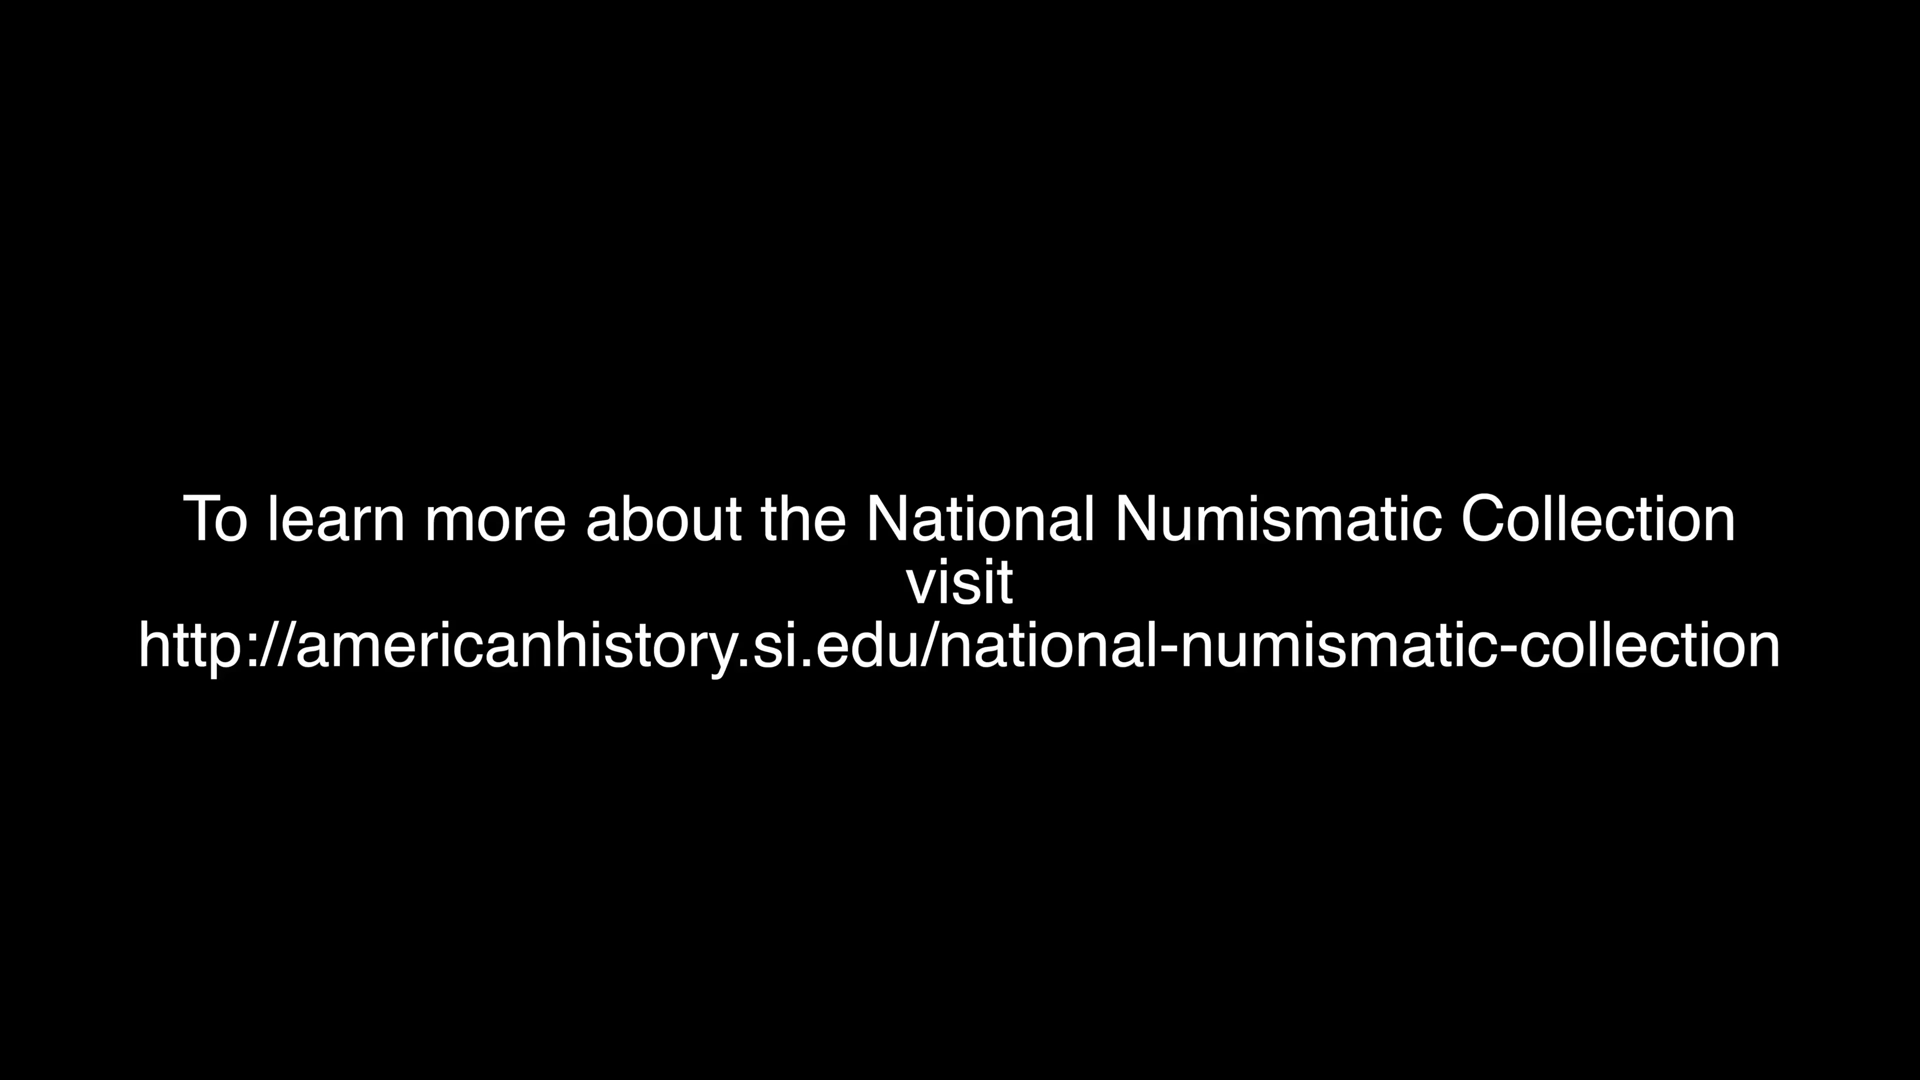 To learn more about the National Numismatic Collection
visit
http://americanhistory.si.edu/national-numismatic-collection